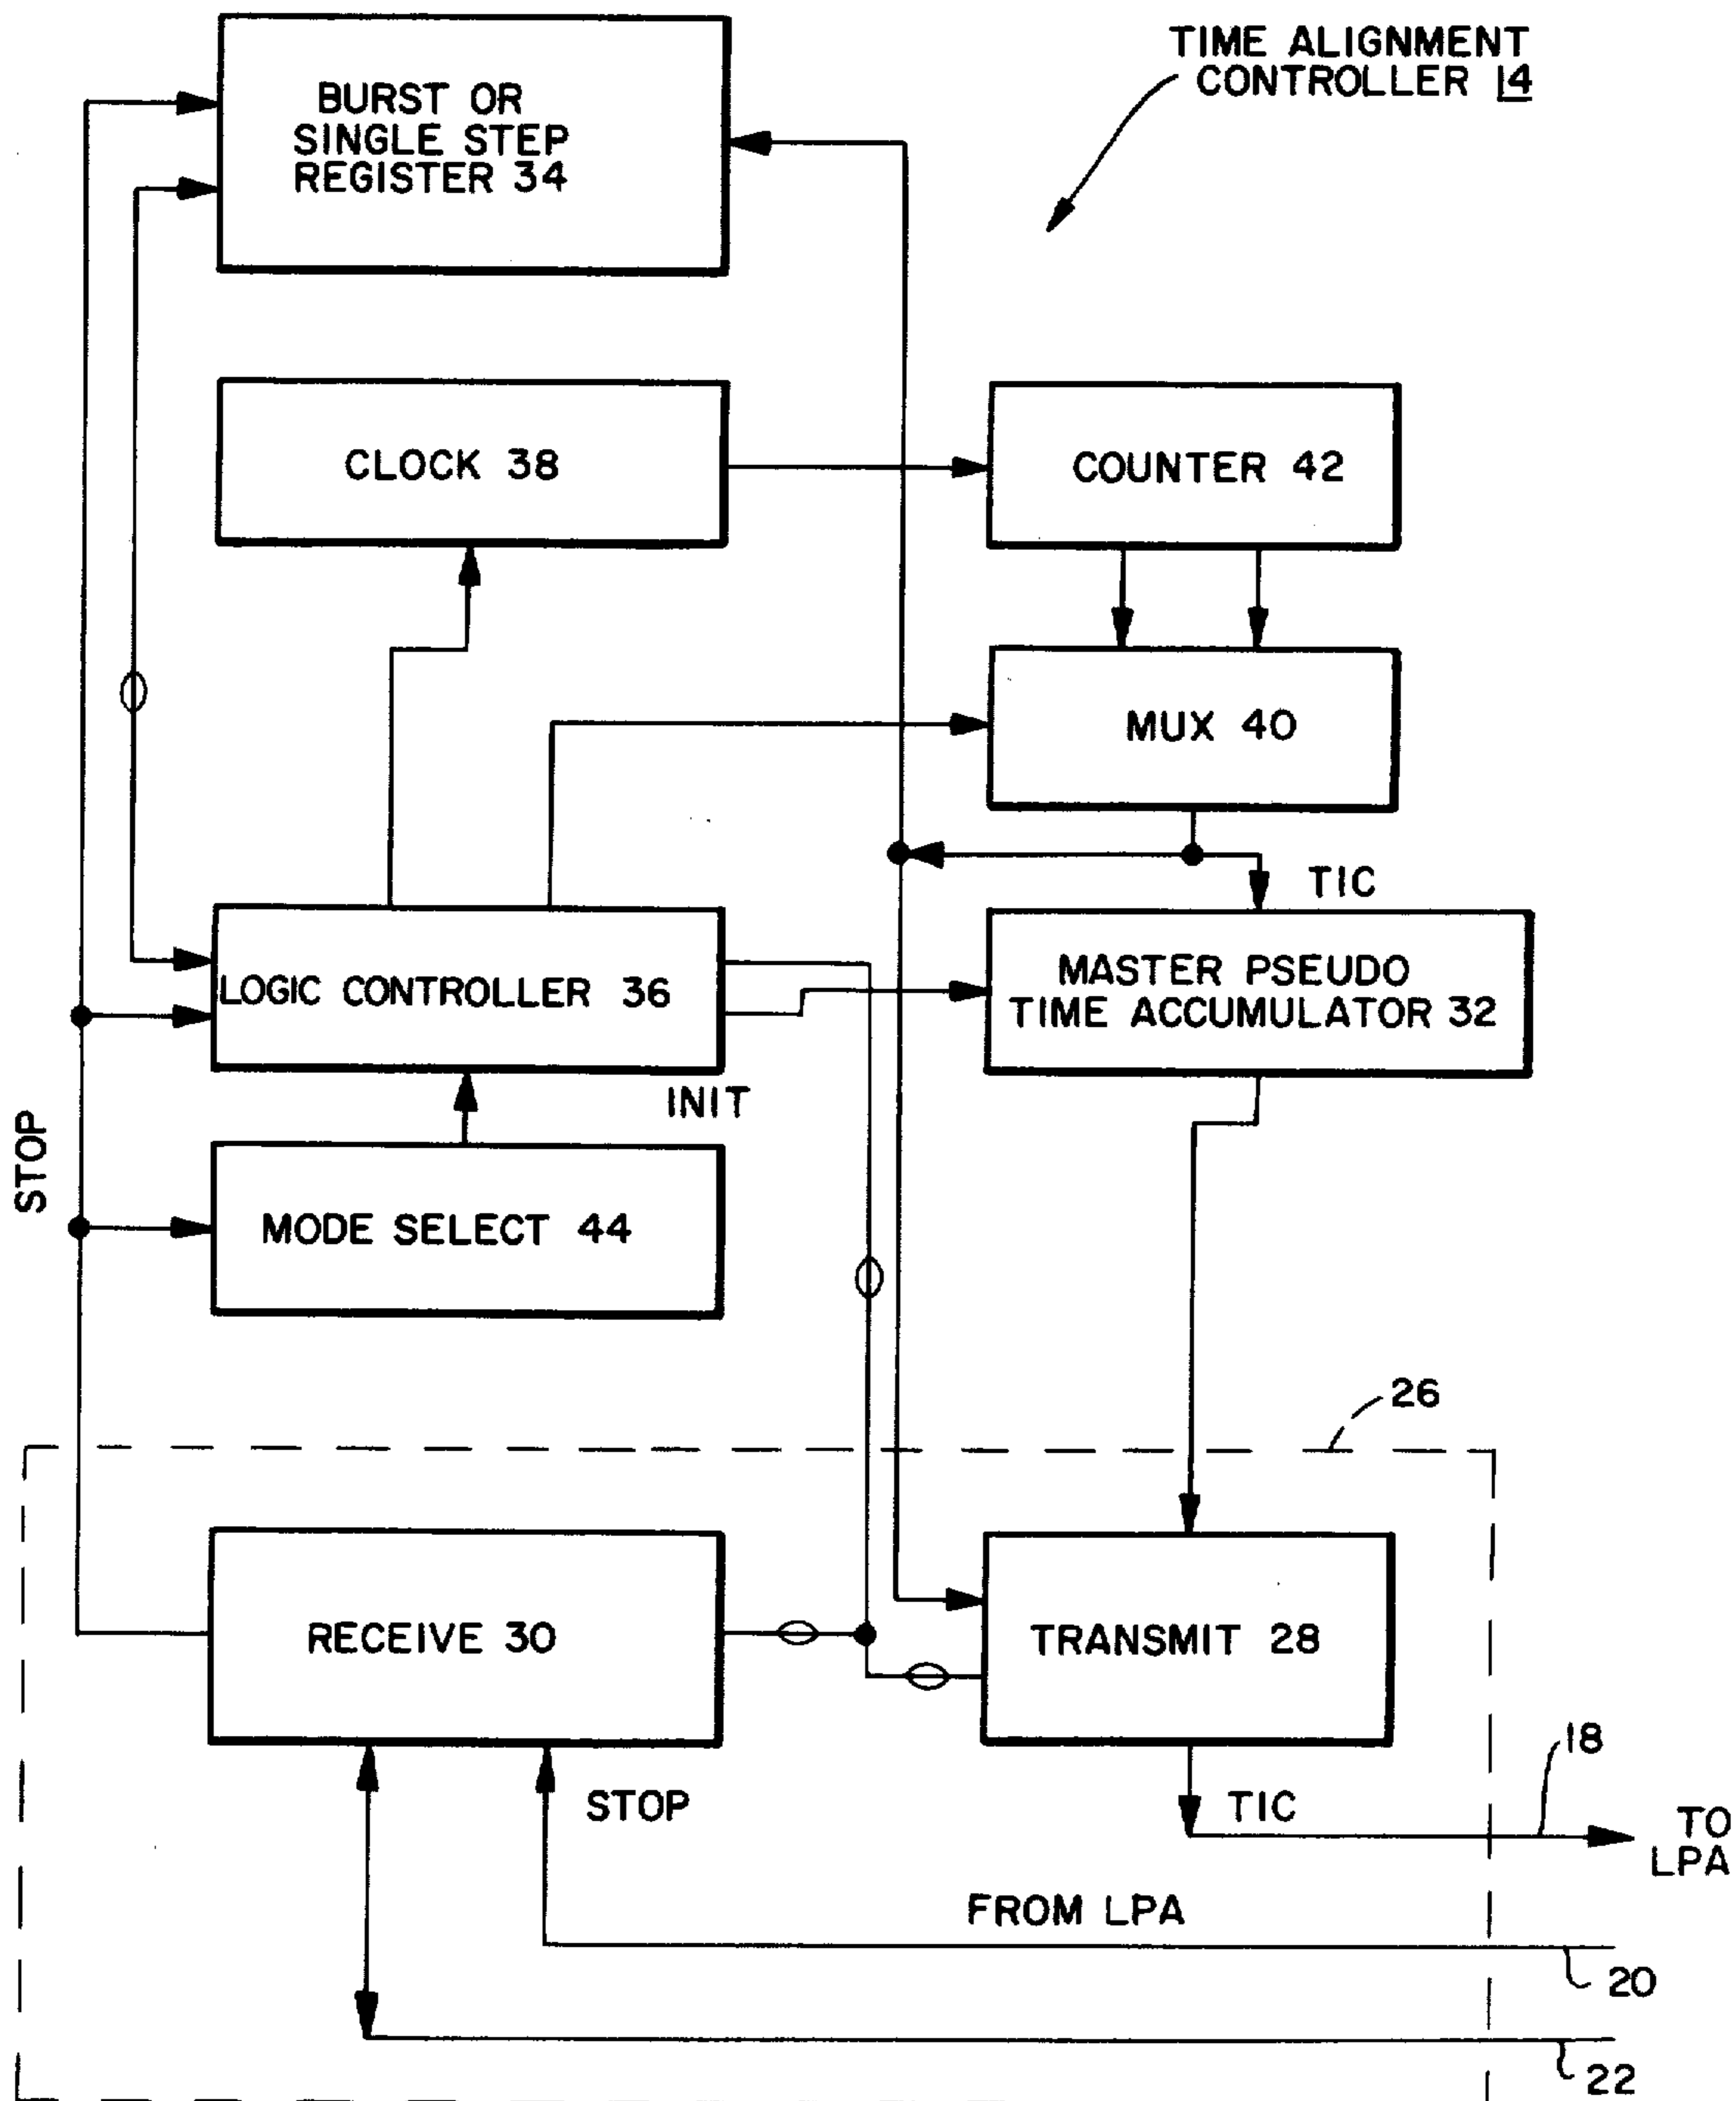 TIME ALIGNMENT
CONTROLLER 14
BURST OR
SINGLE STEP
REGISTER 34
CLOCK 38
COUNTER 42
MUX 40
TIC
LOGIC CONTROLLER 36
MASTER PSEUDO
TIME ACCUMULATOR 32
INIT
STOP
MODE SELECT 44
26
RECEIVE 30
TRANSMIT 28
18
STOP
TIC
TO
LPA
FROM LPA
20
22